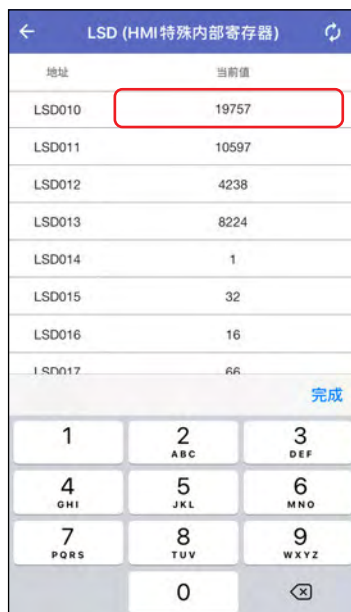 LSD (HMI特殊内部寄存器)
地址 当前值
LSD010 19757
LSD011 10597
LSD012 4238
LSD013 8224
LSD014 1
LSD015 32
LSD016 16
LSD017 66
完成
1 2 3
ABC DEF
4 5 6
GHI JKL MNO
7 8 9
PQRS TUV WXYZ
0